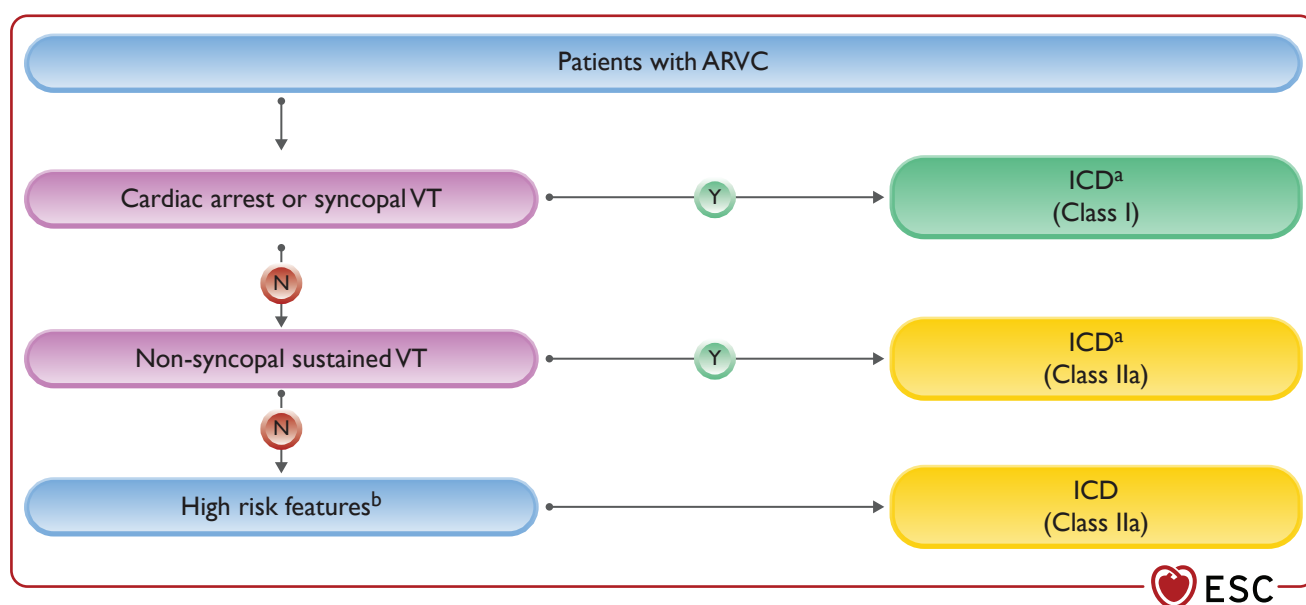 Patients with ARVC
Cardiac arrest or syncopal VT
Y
ICDᵃ
(Class I)
N
Non-syncopal sustained VT
Y
ICDᵃ
(Class IIa)
N
High risk featuresᵇ
ICD
(Class IIa)
ESC